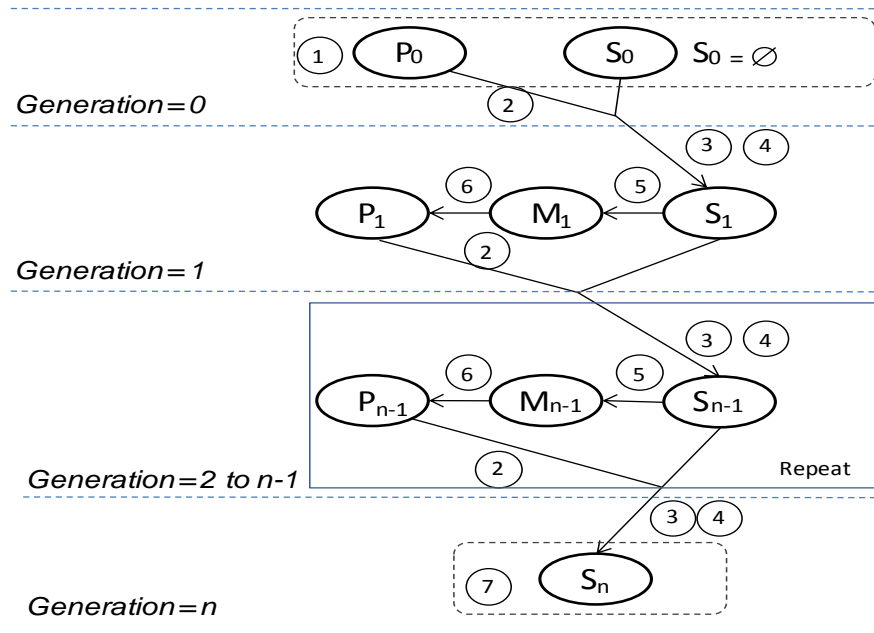 1 P0 S0 S0 = ∅
Generation=0 2
3 4
6 5
P1 M1 S1
2
Generation=1
3 4
6 5
Pn-1 Mn-1 Sn-1
Generation=2 to n-1 2 Repeat
3 4
7 Sn
Generation=n